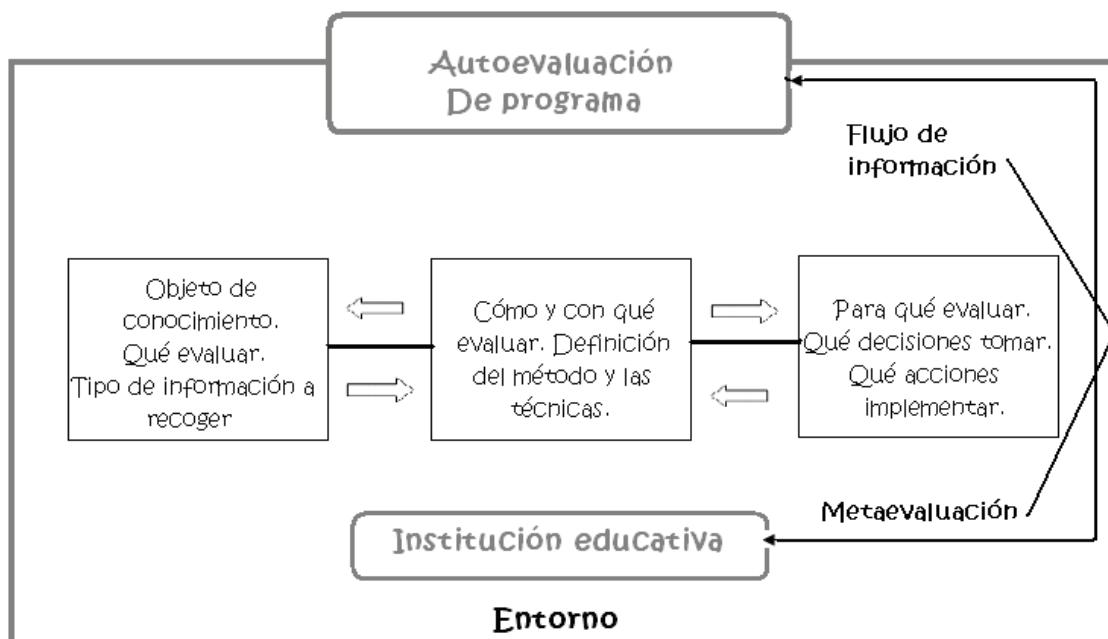 Autoevaluación
De programa
Flujo de
información
Objeto de
conocimiento.
Qué evaluar.
Tipo de información a
recoger
Cómo y con qué
evaluar. Definición
del método y las
técnicas.
Para qué evaluar.
Qué decisiones tomar.
Qué acciones
implementar.
Metaevaluación
Institución educativa
Entorno